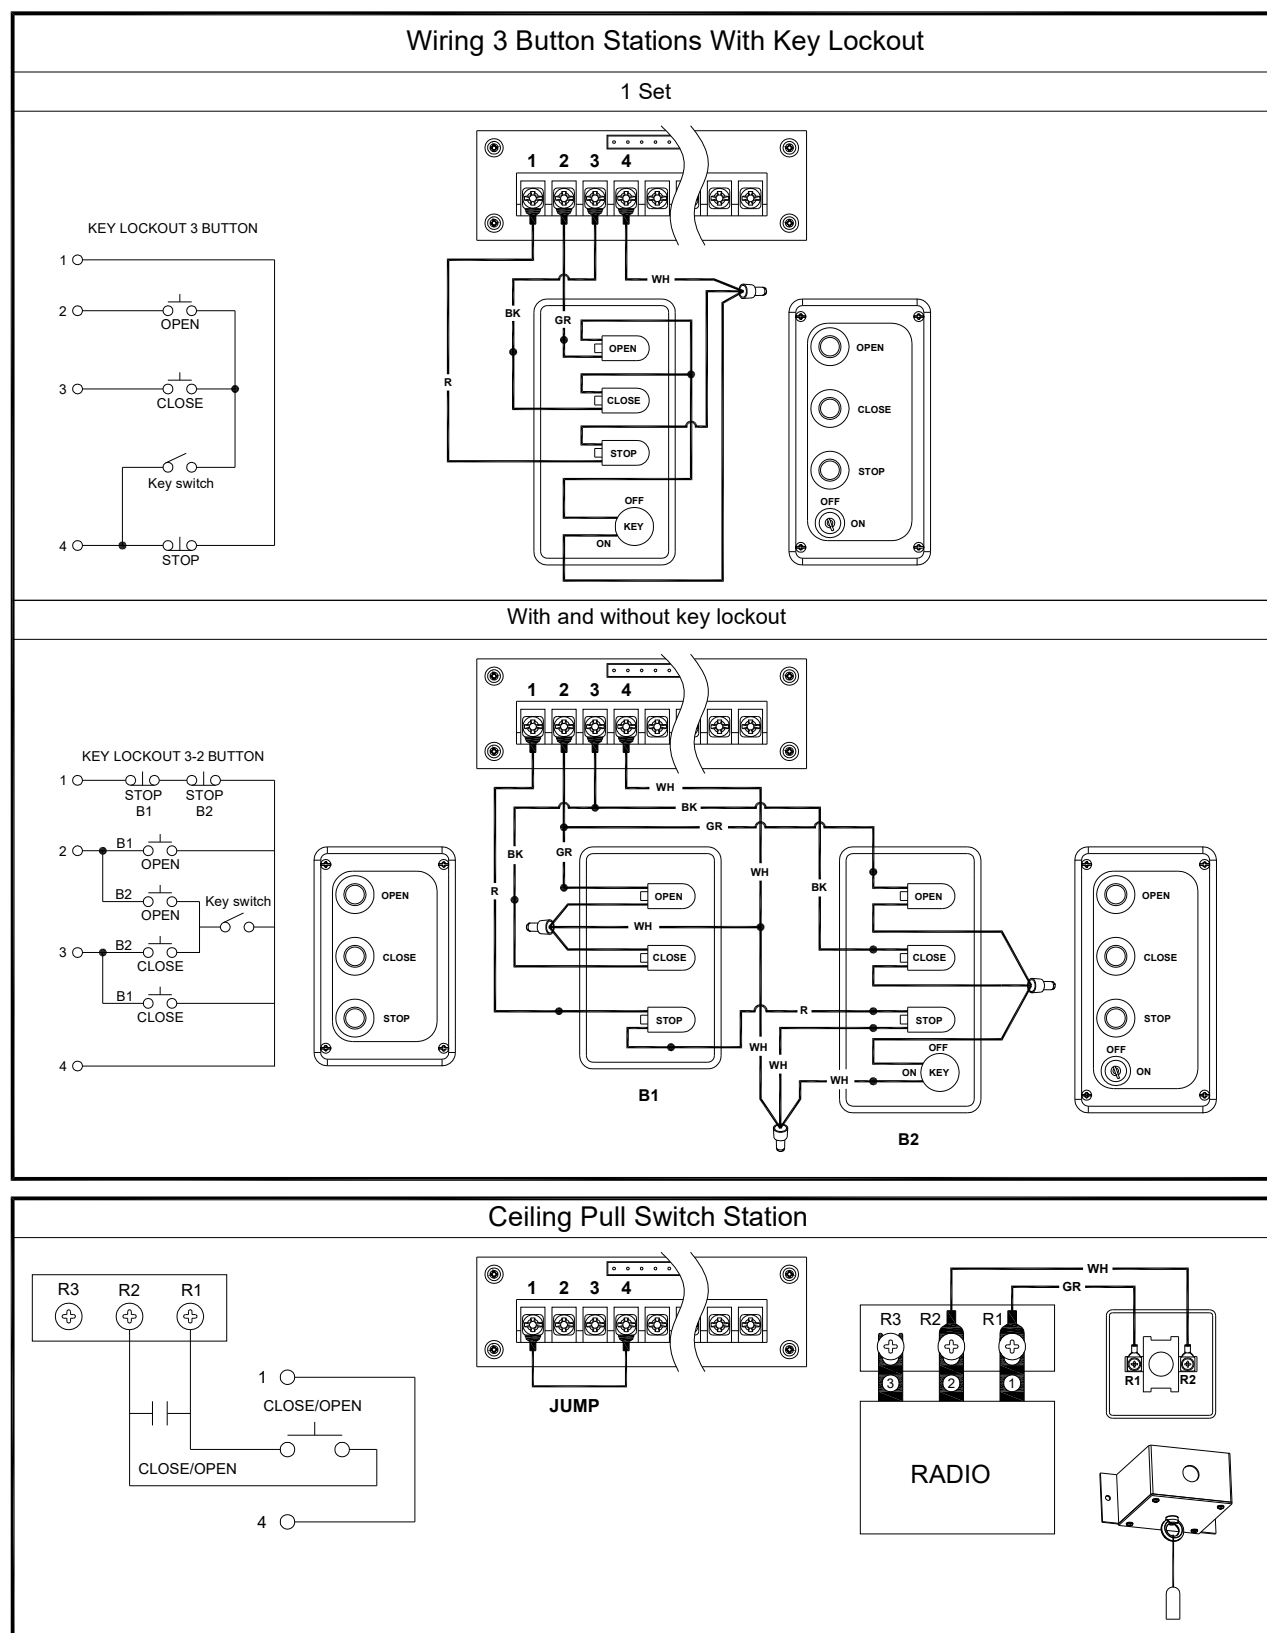 Wiring 3 Button Stations With Key Lockout
1 Set
KEY LOCKOUT 3 BUTTON
1
2
OPEN
3
CLOSE
Key switch
4
STOP
1 2 3 4
WH
BK
GR
R
OPEN
CLOSE
STOP
OFF
KEY
ON
OPEN
CLOSE
STOP
OFF
ON
With and without key lockout
KEY LOCKOUT 3-2 BUTTON
1
STOP STOP
B1 B2
2 B1
OPEN
B2 Key switch
OPEN
3 B2
CLOSE
B1
CLOSE
4
OPEN
CLOSE
STOP
1 2 3 4
WH
BK
GR
BK GR
WH
R
BK
OPEN
WH
CLOSE
R
STOP
WH
WH
WH
B1
OPEN
CLOSE
STOP
OFF
ON KEY
B2
OPEN
CLOSE
STOP
OFF
ON
Ceiling Pull Switch Station
R3 R2 R1
1
CLOSE/OPEN
CLOSE/OPEN
4
1 2 3 4
JUMP
WH
GR
R3 R2 R1
3 2 1
RADIO
R1 R2